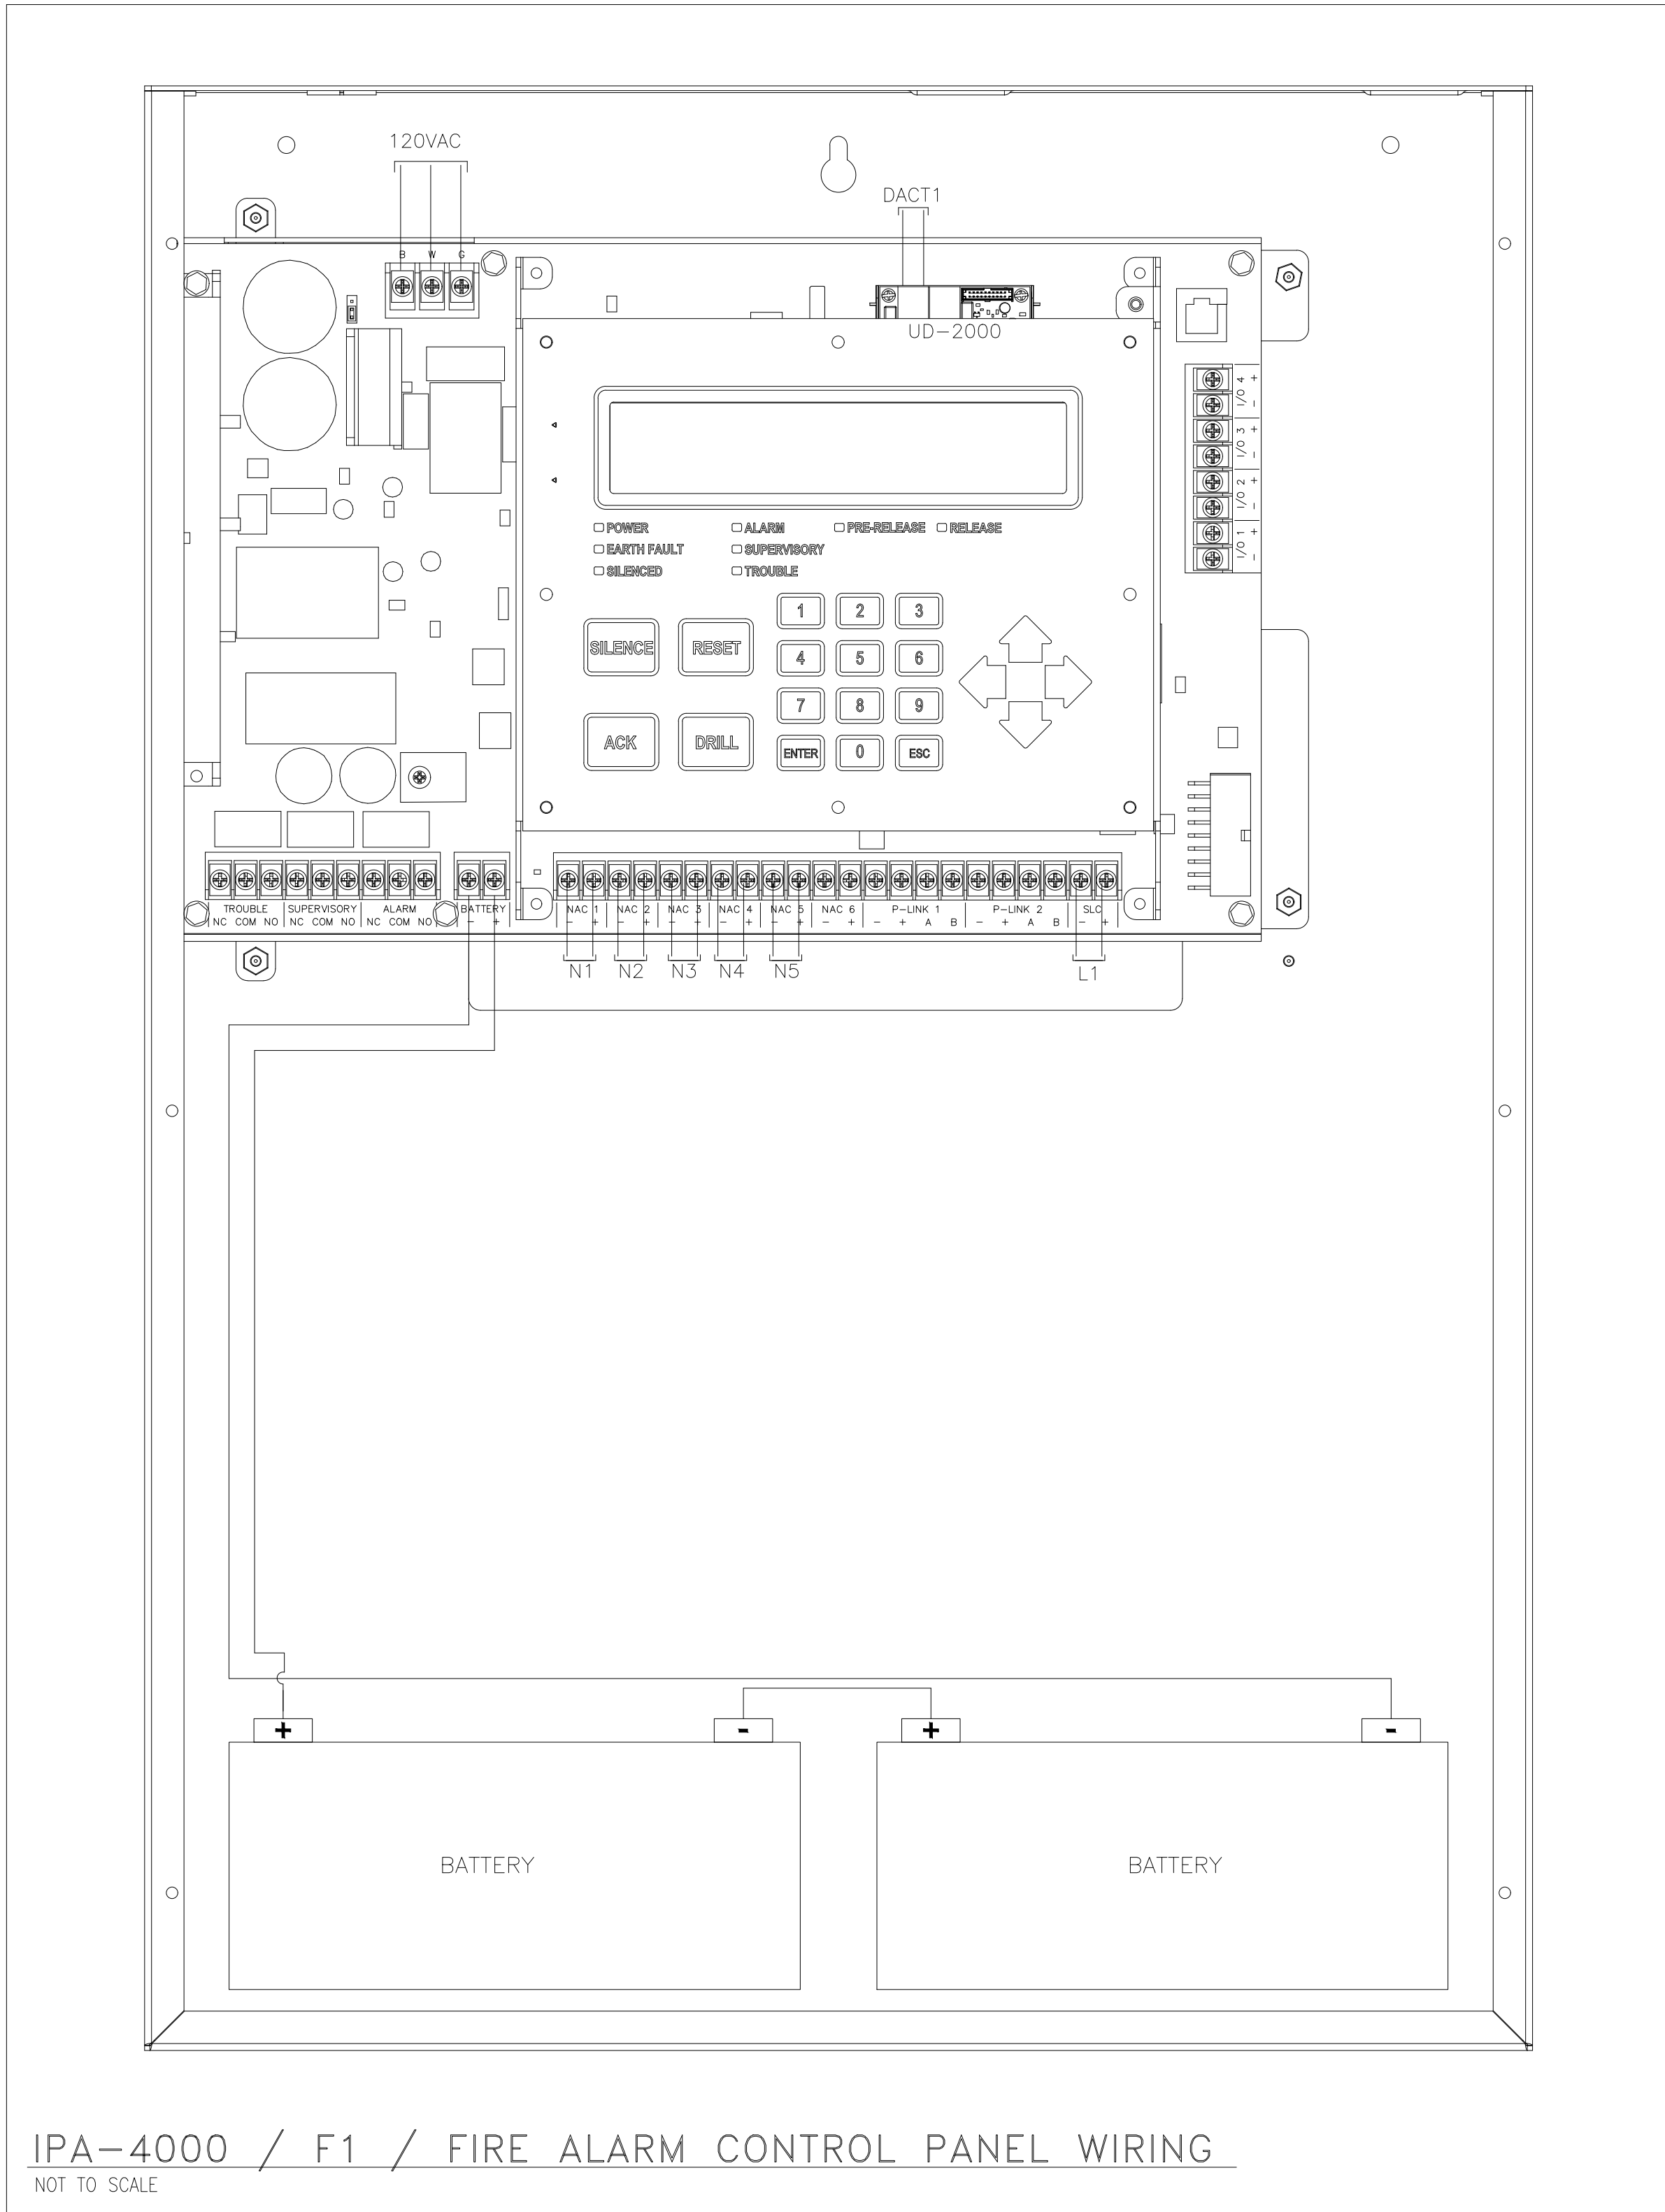 120VAC
DACT1
B W G
UD-2000
I/O 4 + -
I/O 3 + -
I/O 2 + -
I/O 1 + -
POWER ALARM PRE-RELEASE RELEASE
EARTH FAULT SUPERVISORY
SILENCED TROUBLE
1 2 3
SILENCE RESET
4 5 6
7 8 9
ACK DRILL
ENTER 0 ESC
TROUBLE SUPERVISORY ALARM BATTERY NAC 1 NAC 2 NAC 3 NAC 4 NAC 5 NAC 6 P-LINK 1 P-LINK 2 SLC
NC COM NO NC COM NO NC COM NO - + - + - + - + - + - + - + - + A B - + A B - +
N1 N2 N3 N4 N5 L1
+ - + -
BATTERY BATTERY
IPA-4000 / F1 / FIRE ALARM CONTROL PANEL WIRING
NOT TO SCALE